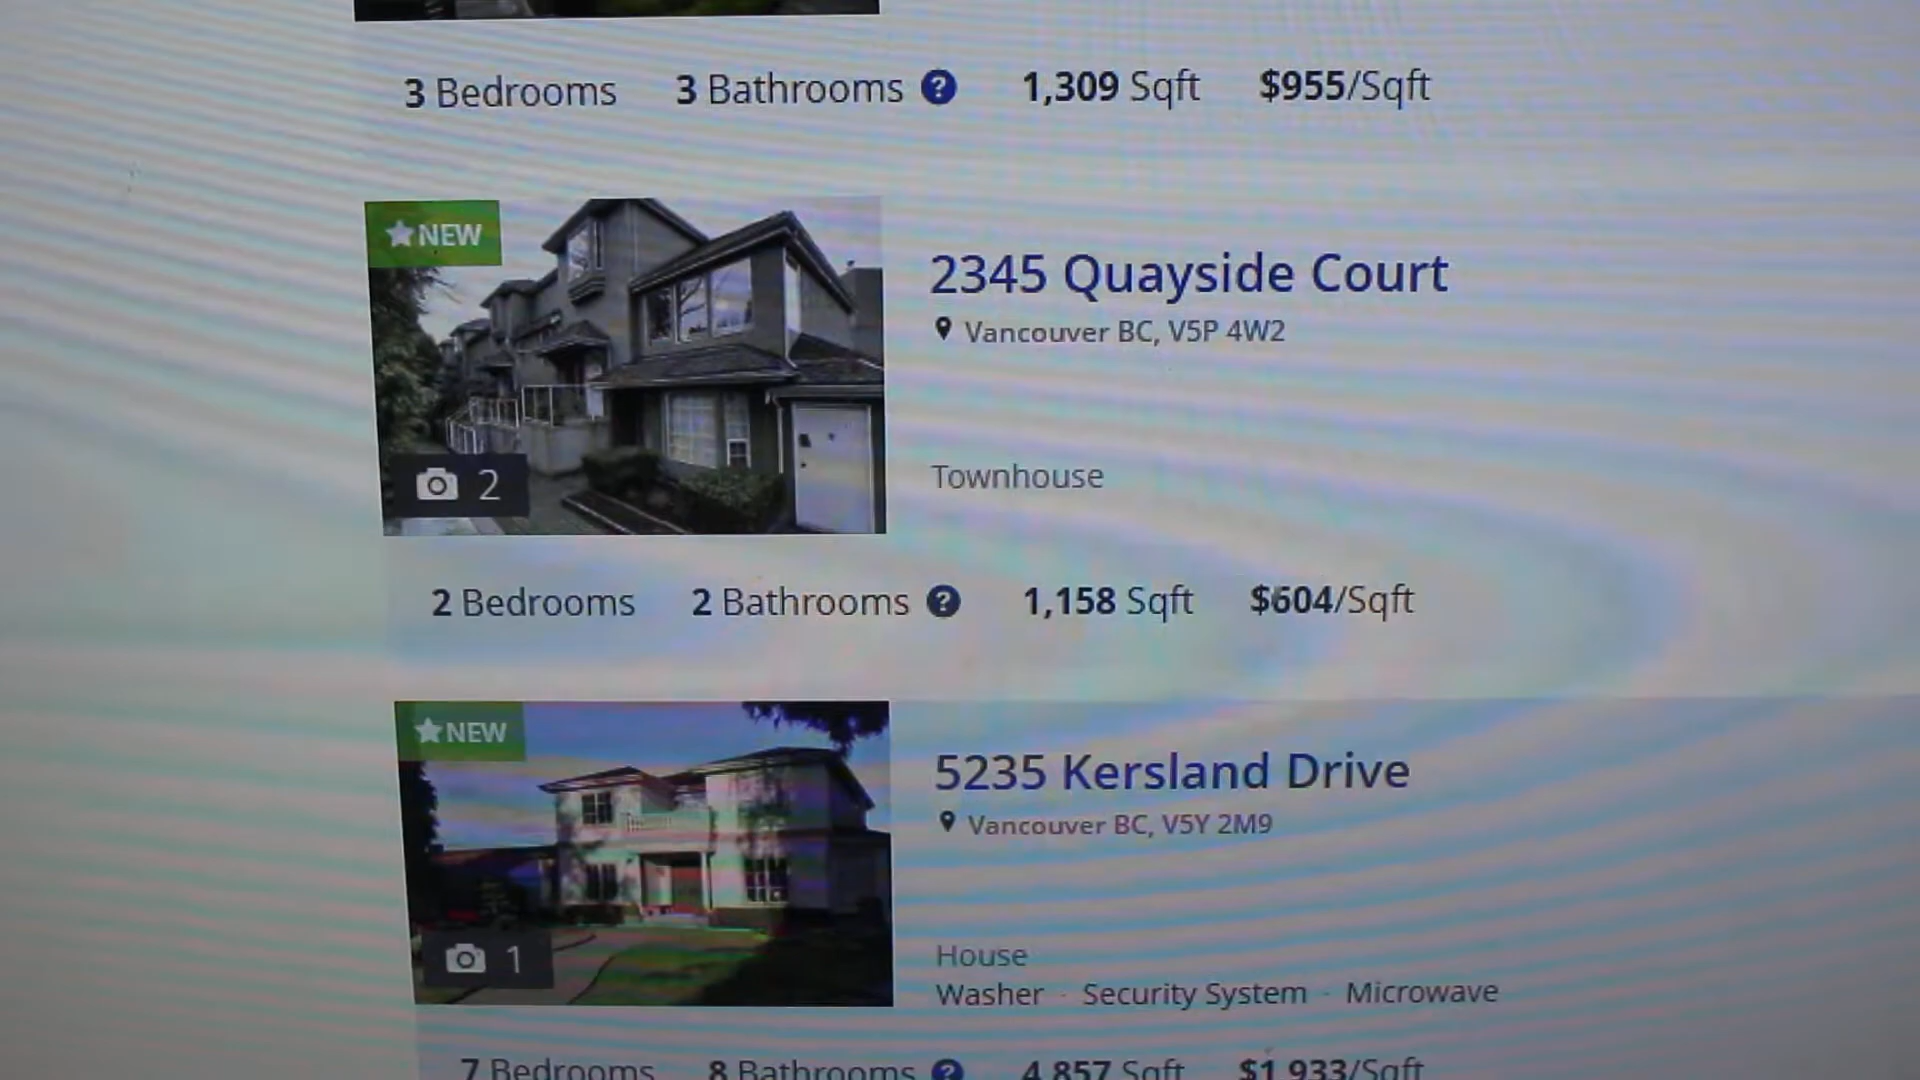 3 Bedrooms 3 Bathrooms ? 1,309 Sqft $955/Sqft
NEW
2345 Quayside Court
Vancouver BC, V5P 4W2
Townhouse
2
2 Bedrooms 2 Bathrooms ? 1,158 Sqft $604/Sqft
NEW
5235 Kersland Drive
Vancouver BC, V5Y 2M9
House
Washer · Security System · Microwave
1
7 Bedrooms 8 Bathrooms ? 4,857 Sqft $1,933/Sqft